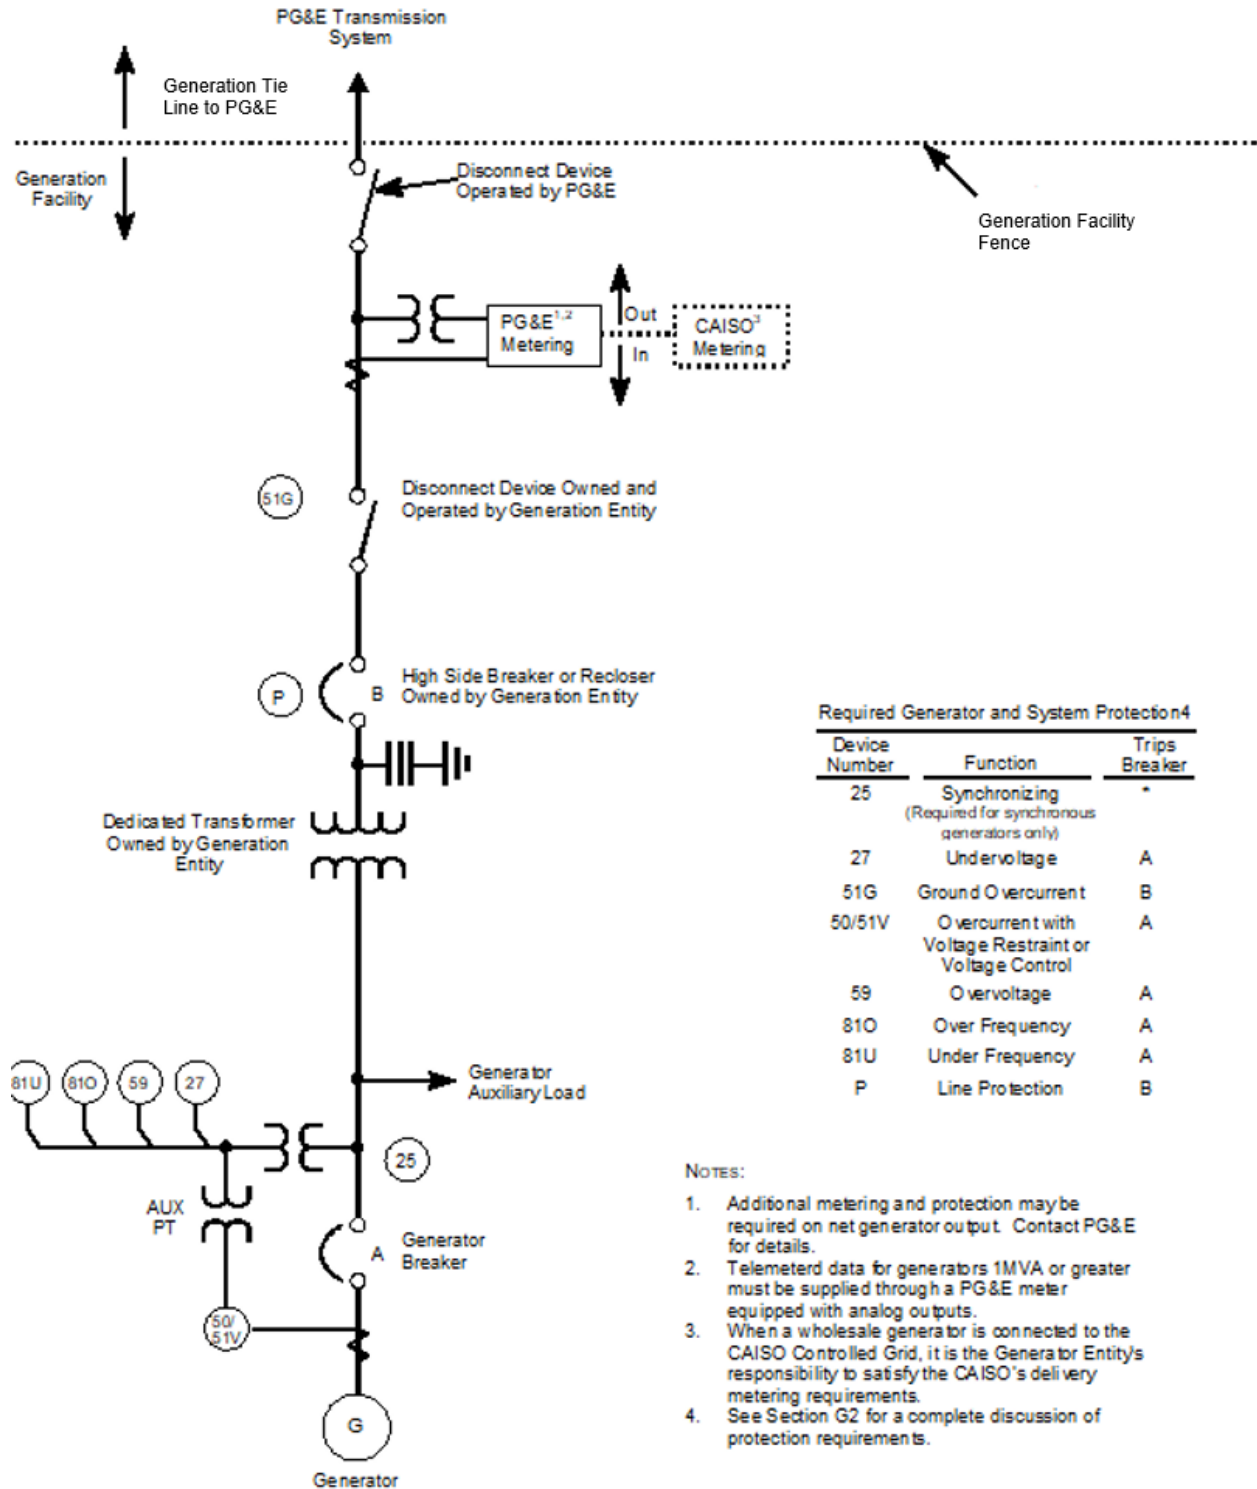 PG&E Transmission
System
Generation Tie
Line to PG&E
Generation
Facility
Disconnect Device
Operated by PG&E
Generation Facility
Fence
PG&E1,2
Metering
Out
In
CAISO3
Metering
51G
Disconnect Device Owned and
Operated by Generation Entity
P
B
High Side Breaker or Recloser
Owned by Generation Entity
Dedicated Transformer
Owned by Generation
Entity
Generator
Auxiliary Load
81U
81O
59
27
25
AUX
PT
A
Generator
Breaker
50/
51V
G
Generator
Required Generator and System Protection4
Device
Number
Function
Trips
Breaker
25 Synchronizing *
(Required for synchronous
generators only)
27 Undervoltage A
51G Ground Overcurrent B
50/51V Overcurrent with A
Voltage Restraint or
Voltage Control
59 Overvoltage A
81O Over Frequency A
81U Under Frequency A
P Line Protection B
NOTES:
1. Additional metering and protection may be
required on net generator output. Contact PG&E
for details.
2. Telemeterd data for generators 1MVA or greater
must be supplied through a PG&E meter
equipped with analog outputs.
3. When a wholesale generator is connected to the
CAISO Controlled Grid, it is the Generator Entity's
responsibility to satisfy the CAISO's delivery
metering requirements.
4. See Section G2 for a complete discussion of
protection requirements.